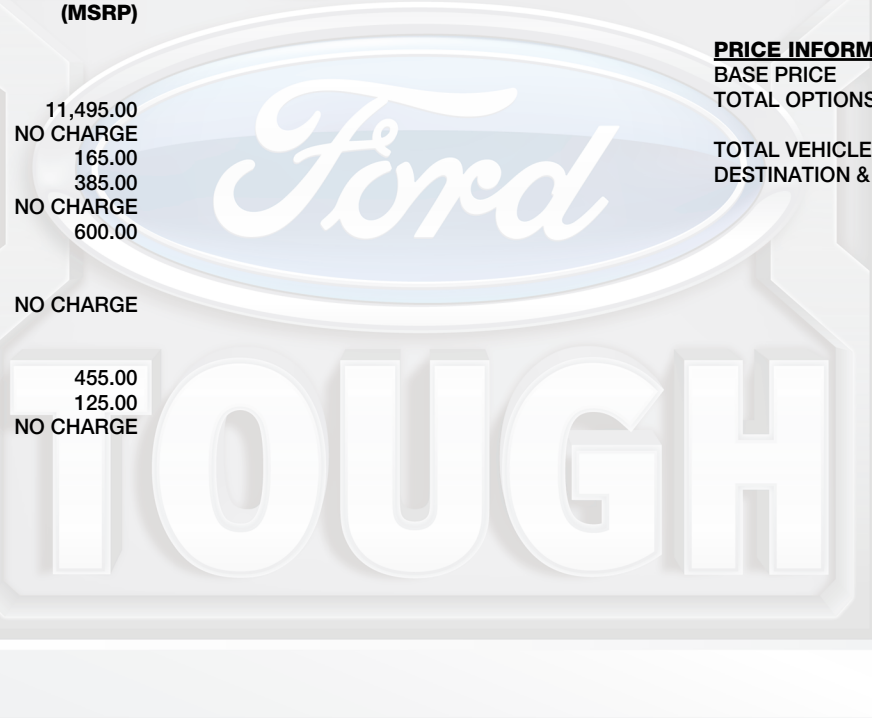 (MSRP)
11,495.00
NO CHARGE
165.00
385.00
NO CHARGE
600.00
NO CHARGE
455.00
125.00
NO CHARGE
PRICE INFORM
BASE PRICE
TOTAL OPTIONS
TOTAL VEHICLE
DESTINATION &
Ford
TOUGH